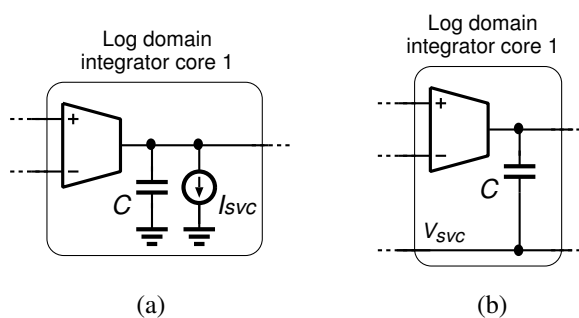 Log domain
integrator core 1
+
−
C
Isvc
(a)
Log domain
integrator core 1
+
−
C
Vsvc
(b)